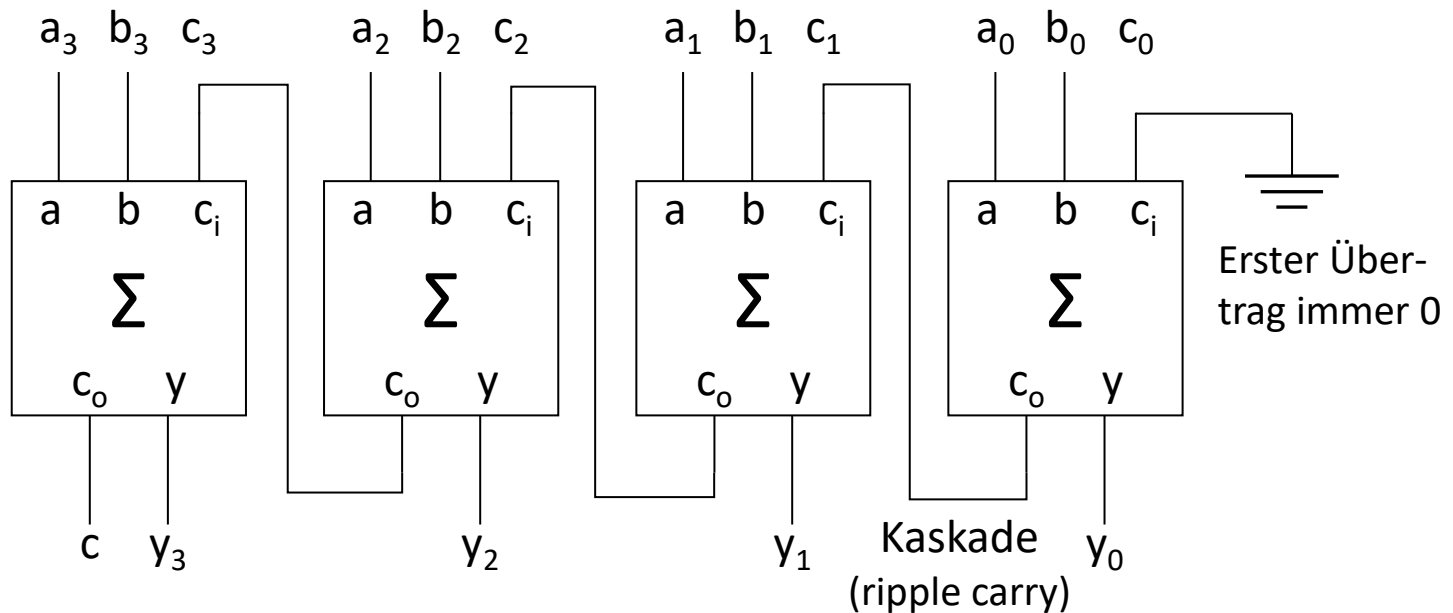 a₃ b₃ c₃ a₂ b₂ c₂ a₁ b₁ c₁ a₀ b₀ c₀
a b cᵢ a b cᵢ a b cᵢ a b cᵢ
Σ Σ Σ Σ
Erster Über-
trag immer 0
cₒ y cₒ y cₒ y cₒ y
c y₃ y₂ y₁ y₀
Kaskade
(ripple carry)